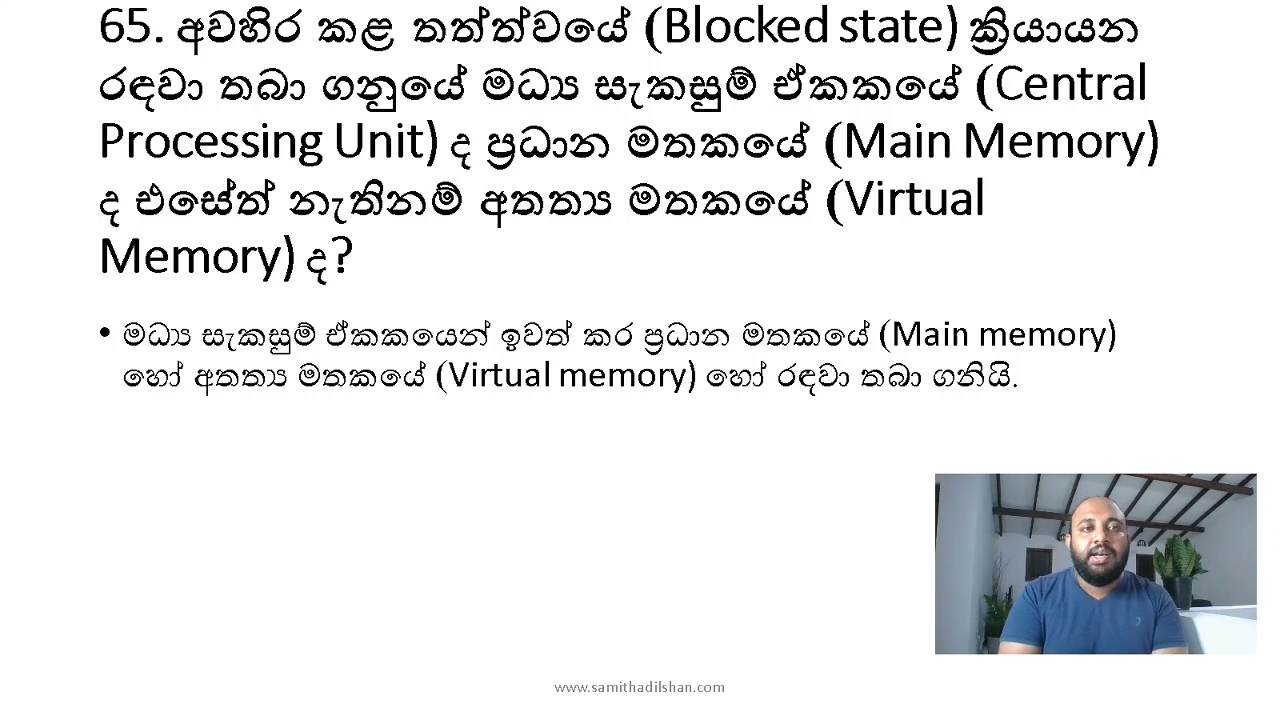 65. අවහිර කළ තත්ත්වයේ (Blocked state) ක්‍රියායන
රඳවා තබා ගනුයේ මධ්‍ය සැකසුම් ඒකකයේ (Central
Processing Unit) ද ප්‍රධාන මතකයේ (Main Memory)
ද එසේත් නැතිනම් අතත්‍ය මතකයේ (Virtual
Memory) ද?
• මධ්‍ය සැකසුම් ඒකකයෙන් ඉවත් කර ප්‍රධාන මතකයේ (Main memory)
හෝ අතත්‍ය මතකයේ (Virtual memory) හෝ රඳවා තබා ගනියි.
www.samithadilshan.com